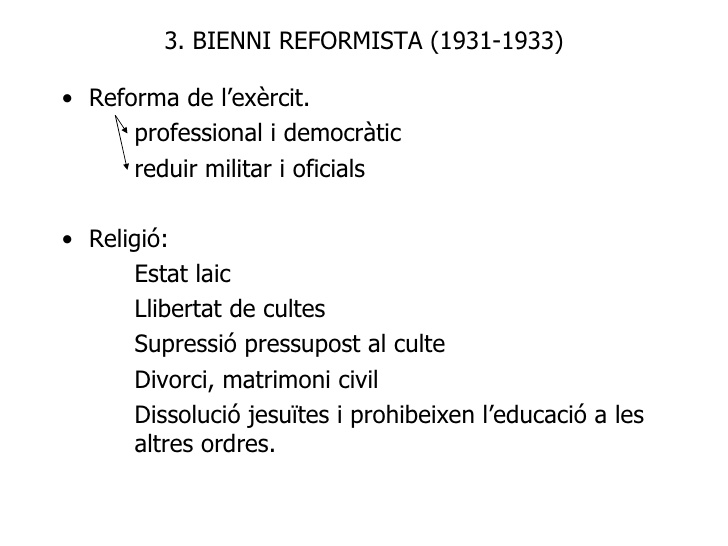 3. BIENNI REFORMISTA (1931-1933)
• Reforma de l’exèrcit.
professional i democràtic
reduir militar i oficials
• Religió:
Estat laic
Llibertat de cultes
Supressió pressupost al culte
Divorci, matrimoni civil
Dissolució jesuïtes i prohibeixen l’educació a les
altres ordres.